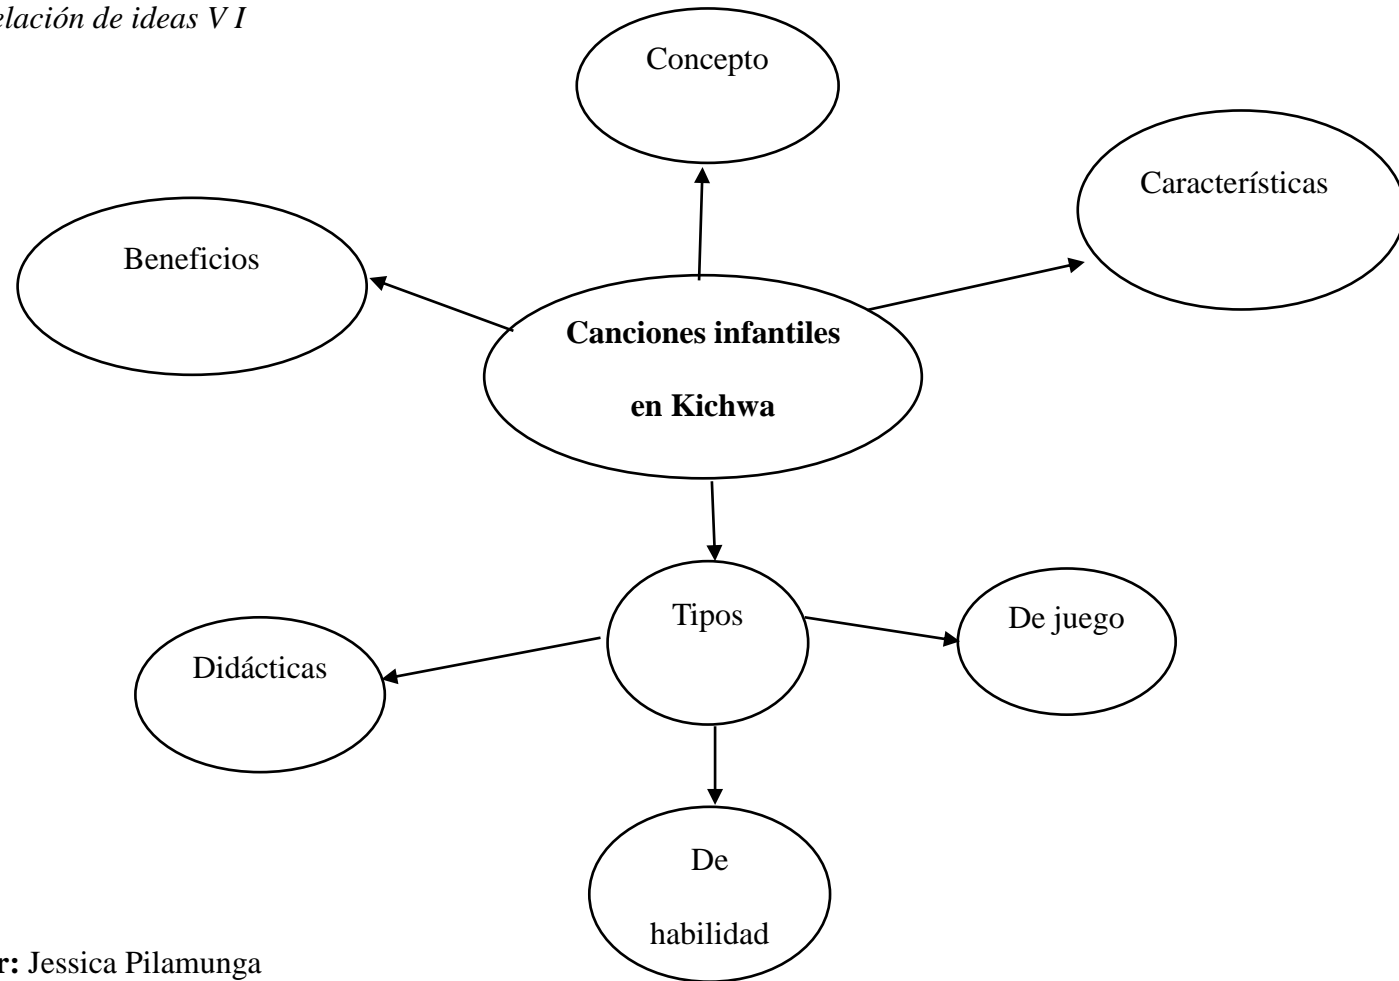 elación de ideas V I
Concepto
Características
Beneficios
Canciones infantiles
en Kichwa
Tipos
De juego
Didácticas
De
habilidad
r: Jessica Pilamunga